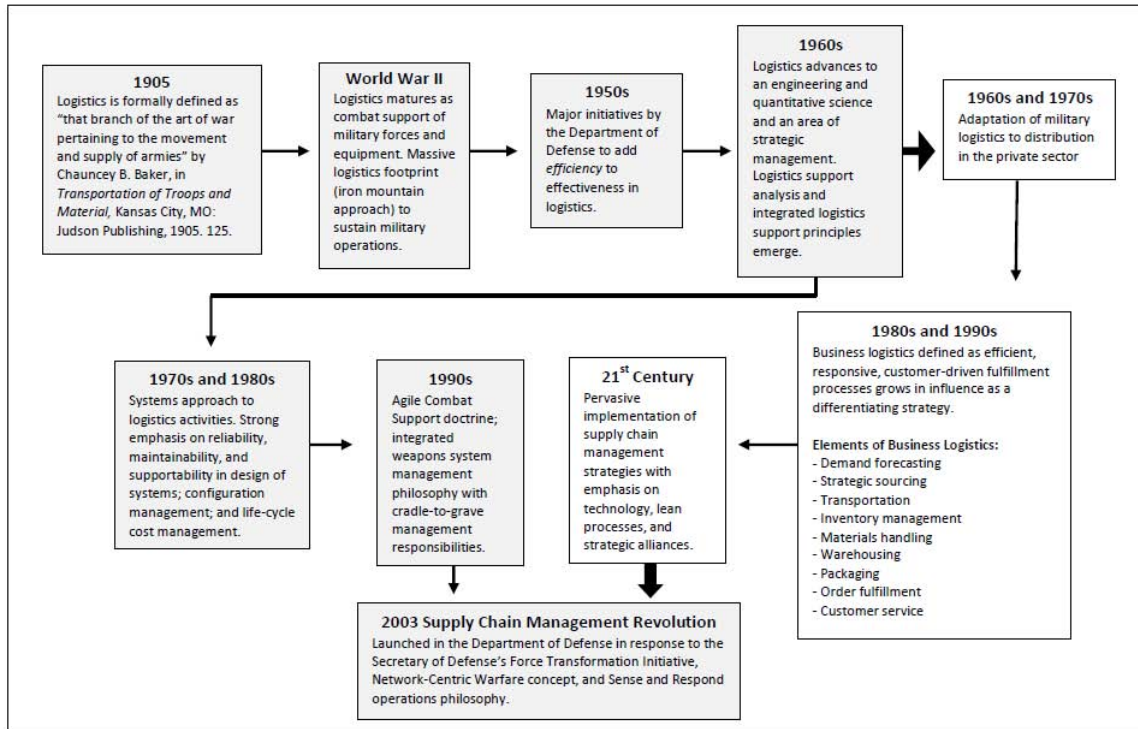 1905
Logistics is formally defined as
“that branch of the art of war
pertaining to the movement
and supply of armies” by
Chauncey B. Baker, in
Transportation of Troops and
Material, Kansas City, MO:
Judson Publishing, 1905. 125.
World War II
Logistics matures as
combat support of
military forces and
equipment. Massive
logistics footprint
(iron mountain
approach) to
sustain military
operations.
1950s
Major initiatives by
the Department of
Defense to add
efficiency to
effectiveness in
logistics.
1960s
Logistics advances to
an engineering and
quantitative science
and an area of
strategic
management.
Logistics support
analysis and
integrated logistics
support principles
emerge.
1960s and 1970s
Adaptation of military
logistics to distribution
in the private sector
1970s and 1980s
Systems approach to
logistics activities. Strong
emphasis on reliability,
maintainability, and
supportability in design of
systems; configuration
management; and life-cycle
cost management.
1990s
Agile Combat
Support doctrine;
integrated
weapons system
management
philosophy with
cradle-to-grave
management
responsibilities.
21st Century
Pervasive
implementation of
supply chain
management
strategies with
emphasis on
technology, lean
processes, and
strategic alliances.
1980s and 1990s
Business logistics defined as efficient,
responsive, customer-driven fulfillment
processes grows in influence as a
differentiating strategy.
Elements of Business Logistics:
- Demand forecasting
- Strategic sourcing
- Transportation
- Inventory management
- Materials handling
- Warehousing
- Packaging
- Order fulfillment
- Customer service
2003 Supply Chain Management Revolution
Launched in the Department of Defense in response to the
Secretary of Defense’s Force Transformation Initiative,
Network-Centric Warfare concept, and Sense and Respond
operations philosophy.